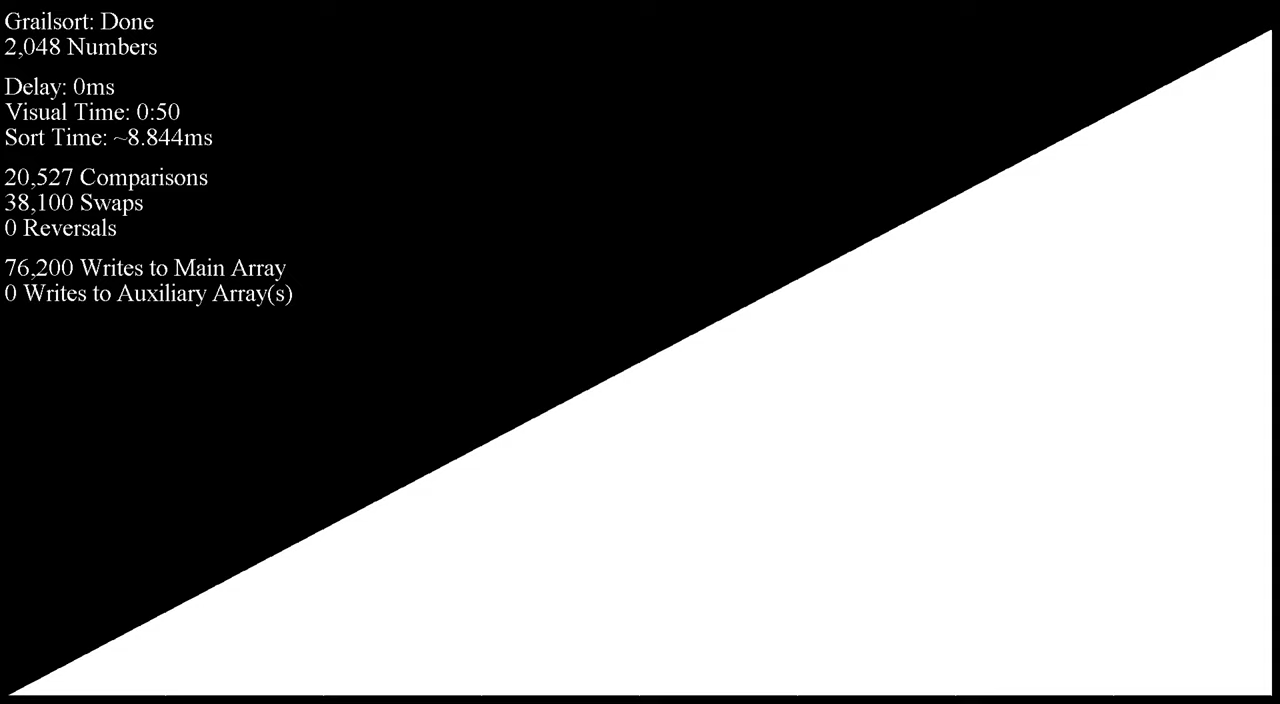 Grailsort: Done
2,048 Numbers
Delay: 0ms
Visual Time: 0:50
Sort Time: ~8.844ms
20,527 Comparisons
38,100 Swaps
0 Reversals
76,200 Writes to Main Array
0 Writes to Auxiliary Array(s)